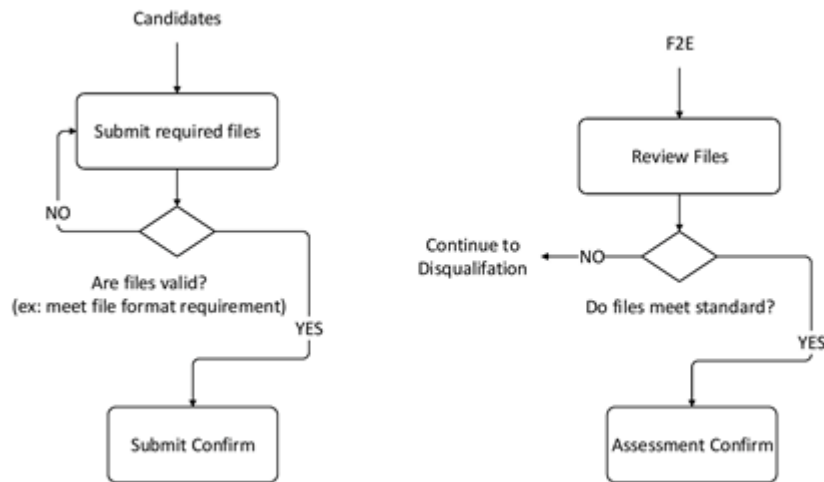 Candidates
Submit required files
NO
Are files valid?
(ex: meet file format requirement)
YES
Submit Confirm
F2E
Review Files
Continue to
Disqualifation
NO
Do files meet standard?
YES
Assessment Confirm